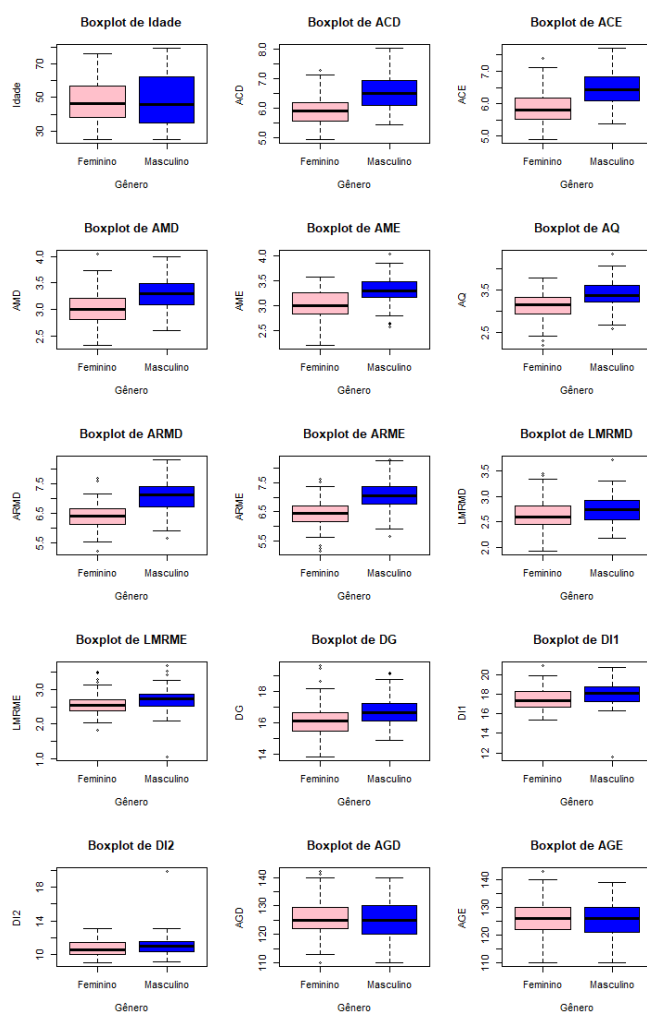 Boxplot de Idade
Idade
30
50
70
Feminino
Masculino
Gênero
Boxplot de ACD
ACD
5.0
6.0
7.0
8.0
Feminino
Masculino
Gênero
Boxplot de ACE
ACE
5.0
6.0
7.0
Feminino
Masculino
Gênero
Boxplot de AMD
AMD
2.5
3.0
3.5
4.0
Feminino
Masculino
Gênero
Boxplot de AME
AME
2.5
3.0
3.5
4.0
Feminino
Masculino
Gênero
Boxplot de AQ
AQ
2.5
3.5
Feminino
Masculino
Gênero
Boxplot de ARMD
ARMD
5.5
6.5
7.5
Feminino
Masculino
Gênero
Boxplot de ARME
ARME
5.5
6.5
7.5
Feminino
Masculino
Gênero
Boxplot de LMRMD
LMRMD
2.0
2.5
3.0
3.5
Feminino
Masculino
Gênero
Boxplot de LMRME
LMRME
1.0
2.0
3.0
Feminino
Masculino
Gênero
Boxplot de DG
DG
14
16
18
Feminino
Masculino
Gênero
Boxplot de DI1
DI1
12
14
16
18
20
Feminino
Masculino
Gênero
Boxplot de DI2
DI2
10
14
18
Feminino
Masculino
Gênero
Boxplot de AGD
AGD
110
120
130
140
Feminino
Masculino
Gênero
Boxplot de AGE
AGE
110
120
130
140
Feminino
Masculino
Gênero